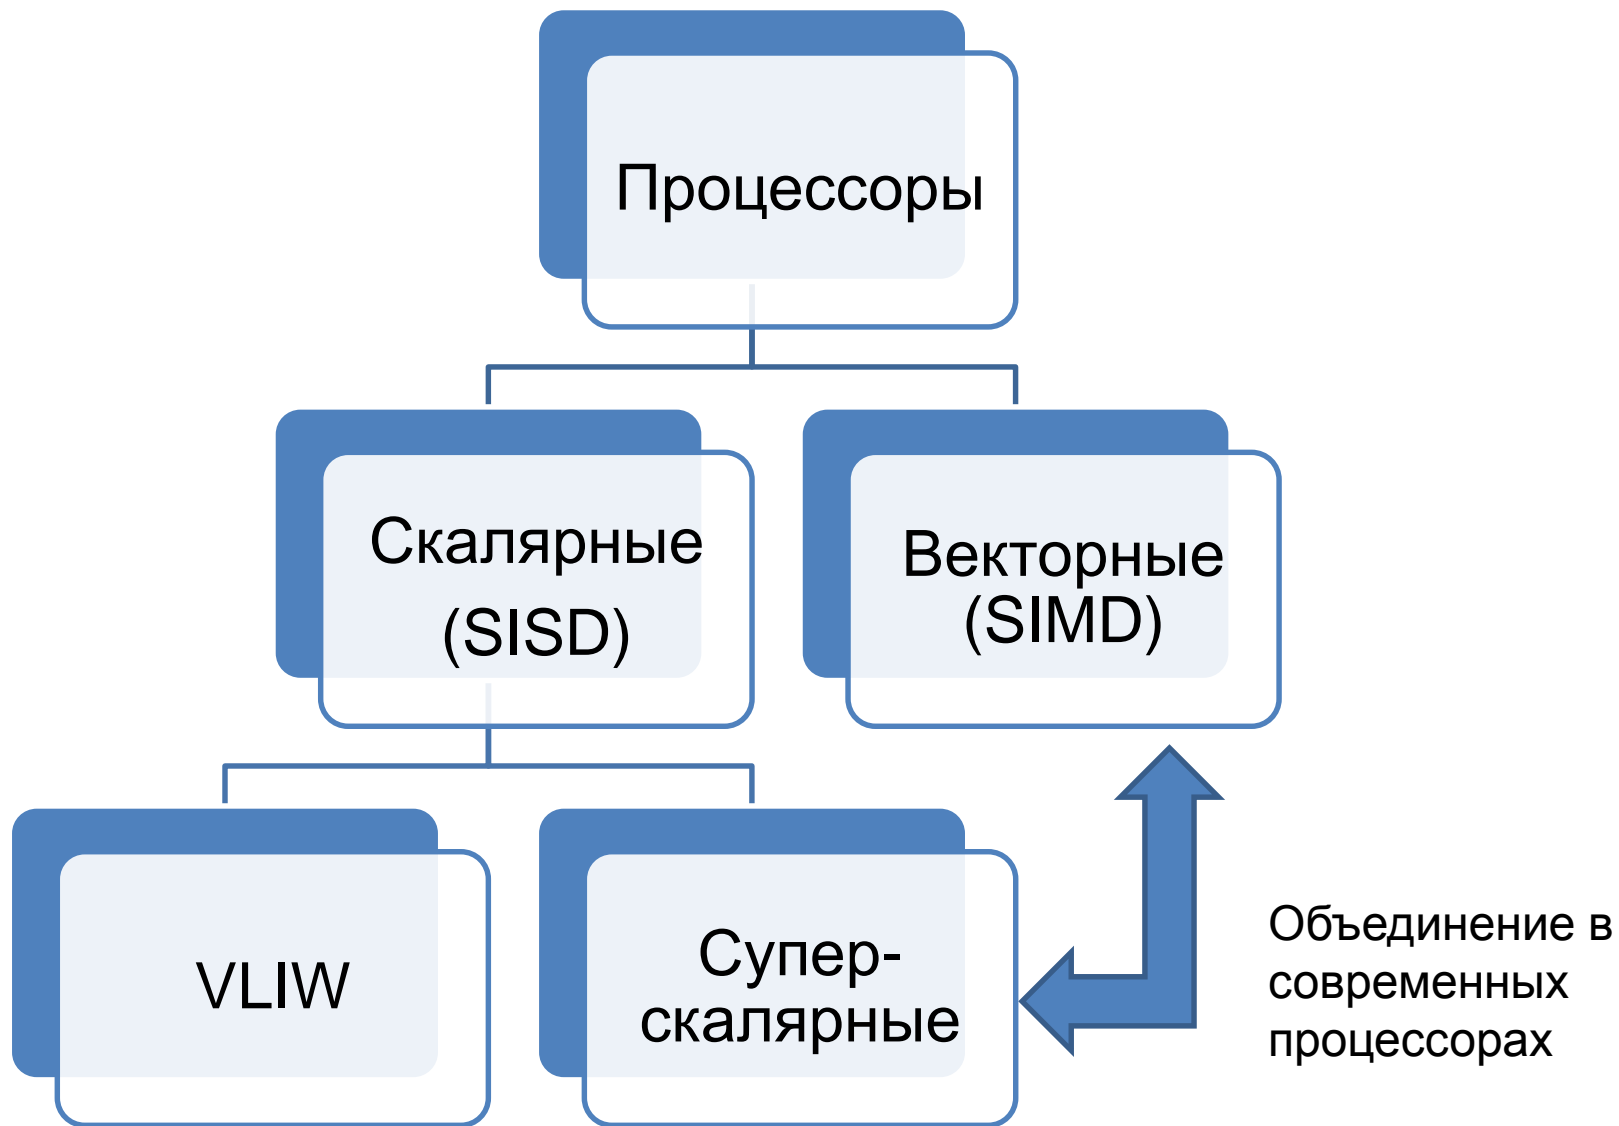 Процессоры
Скалярные
(SISD)
Векторные
(SIMD)
VLIW
Супер-
скалярные
Объединение в
современных
процессорах